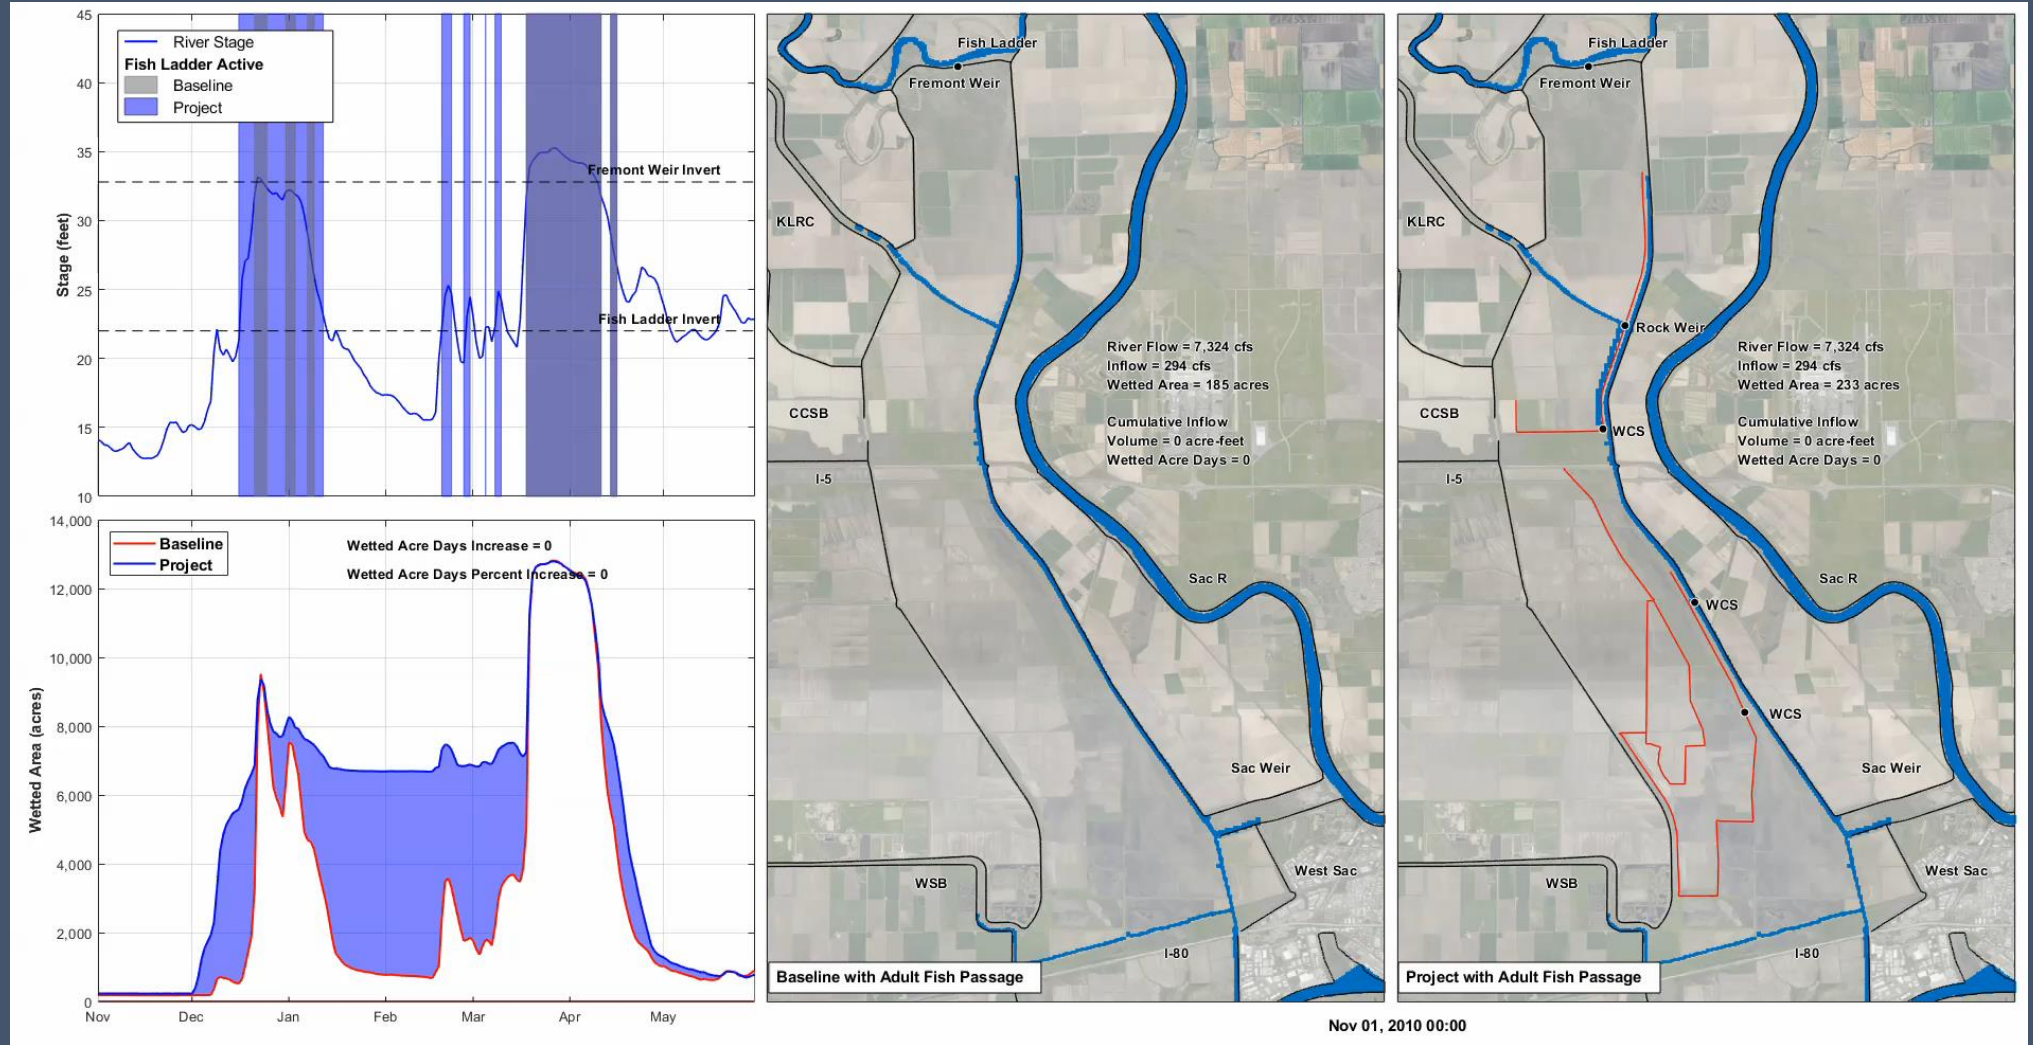 45
40
35
30
25
20
15
10
Stage (feet)
River Stage
Fish Ladder Active
Baseline
Project
Fremont Weir Invert
Fish Ladder Invert
14,000
12,000
10,000
8,000
6,000
4,000
2,000
0
Wetted Area (acres)
Baseline
Project
Wetted Acre Days Increase = 0
Wetted Acre Days Percent Increase = 0
Nov Dec Jan Feb Mar Apr May
Fish Ladder
Fremont Weir
KLRC
River Flow = 7,324 cfs
Inflow = 294 cfs
Wetted Area = 185 acres
CCSB
Cumulative Inflow
Volume = 0 acre-feet
Wetted Acre Days = 0
I-5
Sac R
Sac Weir
West Sac
WSB
I-80
Baseline with Adult Fish Passage
Fish Ladder
Fremont Weir
KLRC
Rock Weir
River Flow = 7,324 cfs
Inflow = 294 cfs
Wetted Area = 233 acres
CCSB
WCS
Cumulative Inflow
Volume = 0 acre-feet
Wetted Acre Days = 0
I-5
Sac R
WCS
WCS
Sac Weir
West Sac
WSB
I-80
Project with Adult Fish Passage
Nov 01, 2010 00:00